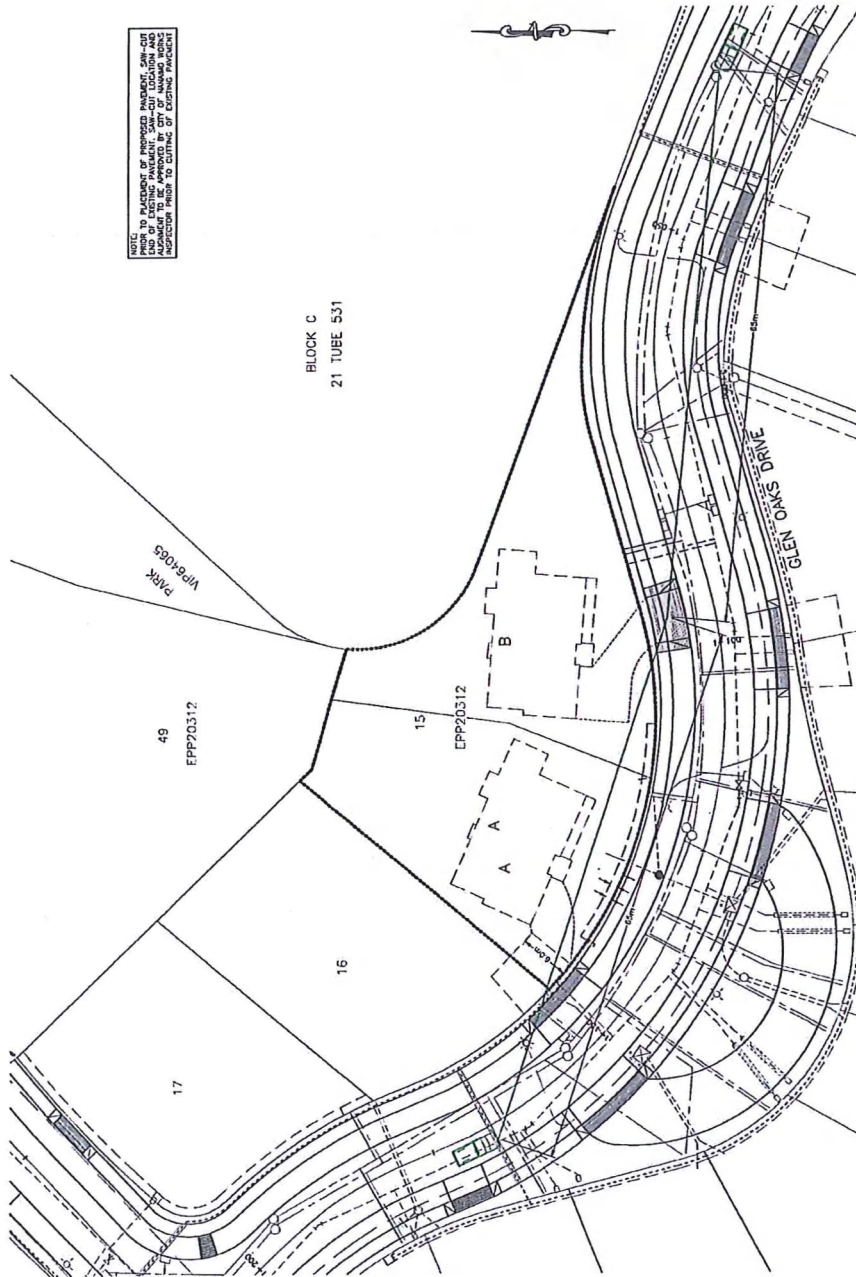 NOTE:
PRIOR TO PLACEMENT OF PROPOSED PAVEMENT, SAW-CUT
END OF EXISTING PAVEMENT. SAW-CUT LOCATION AND
ALIGNMENT TO BE APPROVED BY CITY OF NANAIMO WORKS
INSPECTOR PRIOR TO CUTTING OF EXISTING PAVEMENT
BLOCK C
21 TUBE 531
PARK
VIP64065
49
EPP20312
15
EPP20312
B
A
A
16
17
6.0m
65m
65m
GLEN OAKS DRIVE